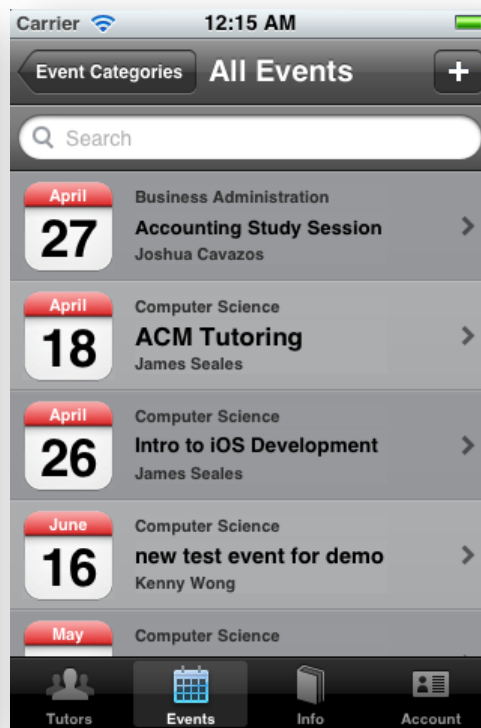 Carrier 12:15 AM
Event Categories All Events +
Search
April
27
Business Administration
Accounting Study Session
Joshua Cavazos
April
18
Computer Science
ACM Tutoring
James Seales
April
26
Computer Science
Intro to iOS Development
James Seales
June
16
Computer Science
new test event for demo
Kenny Wong
May
Computer Science
Tutors Events Info Account